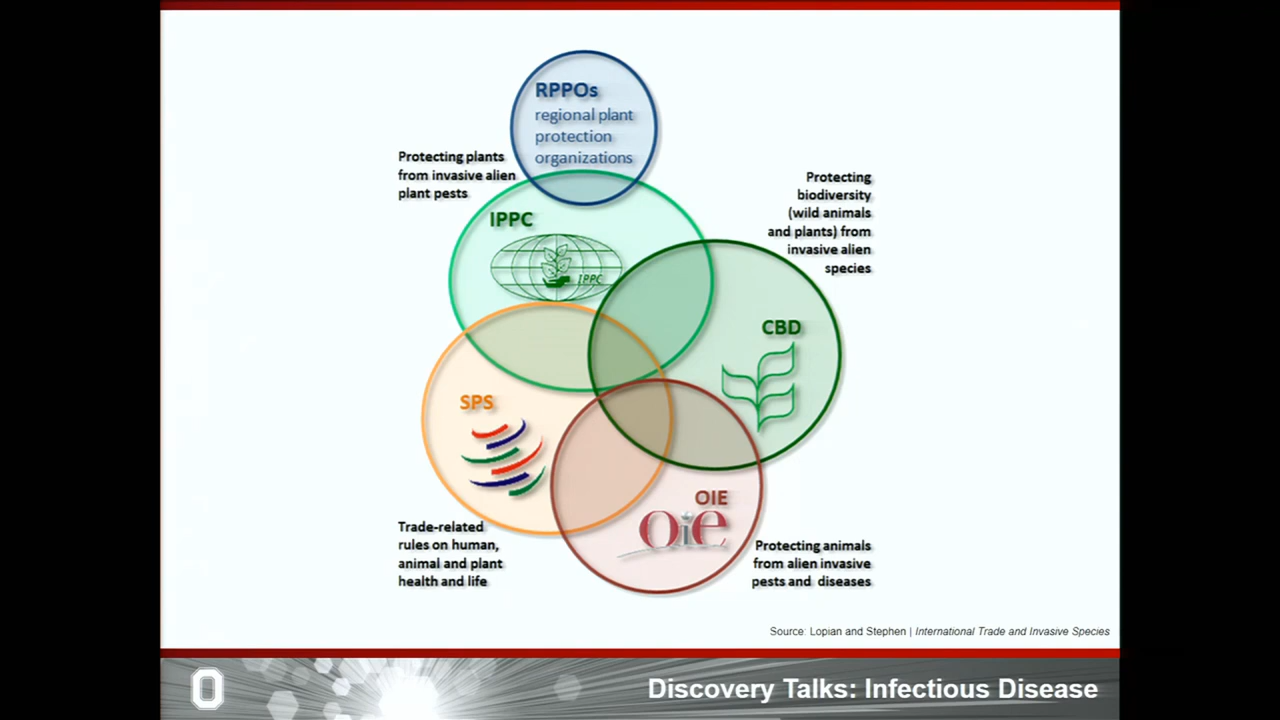 RPPOs
regional plant
protection
organizations
Protecting plants
from invasive alien
plant pests
Protecting
biodiversity
(wild animals
and plants) from
invasive alien
species
IPPC
IPPC
CBD
SPS
OIE
oie
Trade-related
rules on human,
animal and plant
health and life
Protecting animals
from alien invasive
pests and diseases
Source: Lopian and Stephen | International Trade and Invasive Species
O
Discovery Talks: Infectious Disease